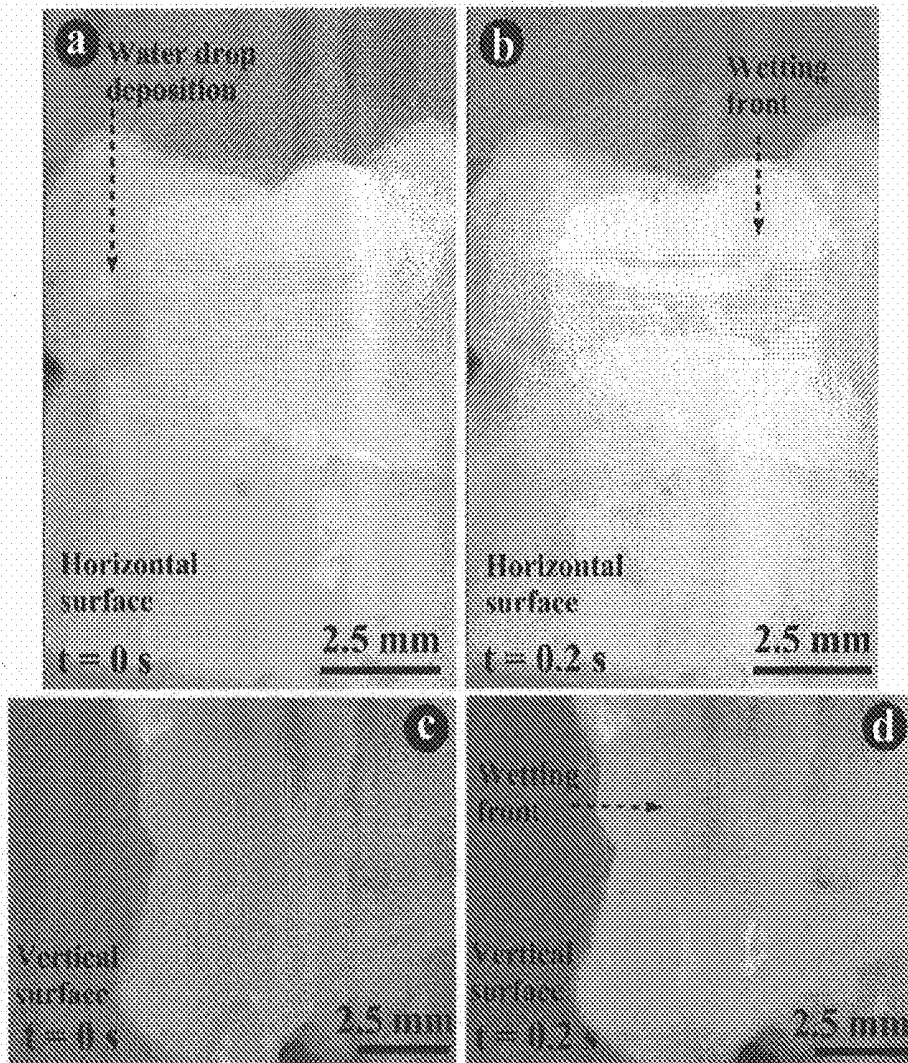 a
Water drop
deposition
Horizontal
surface
t = 0 s
2.5 mm
b
Wetting
front
Horizontal
surface
t = 0.2 s
2.5 mm
c
Vertical
surface
t = 0 s
2.5 mm
d
Wetting
front
Vertical
surface
t = 0.2 s
2.5 mm